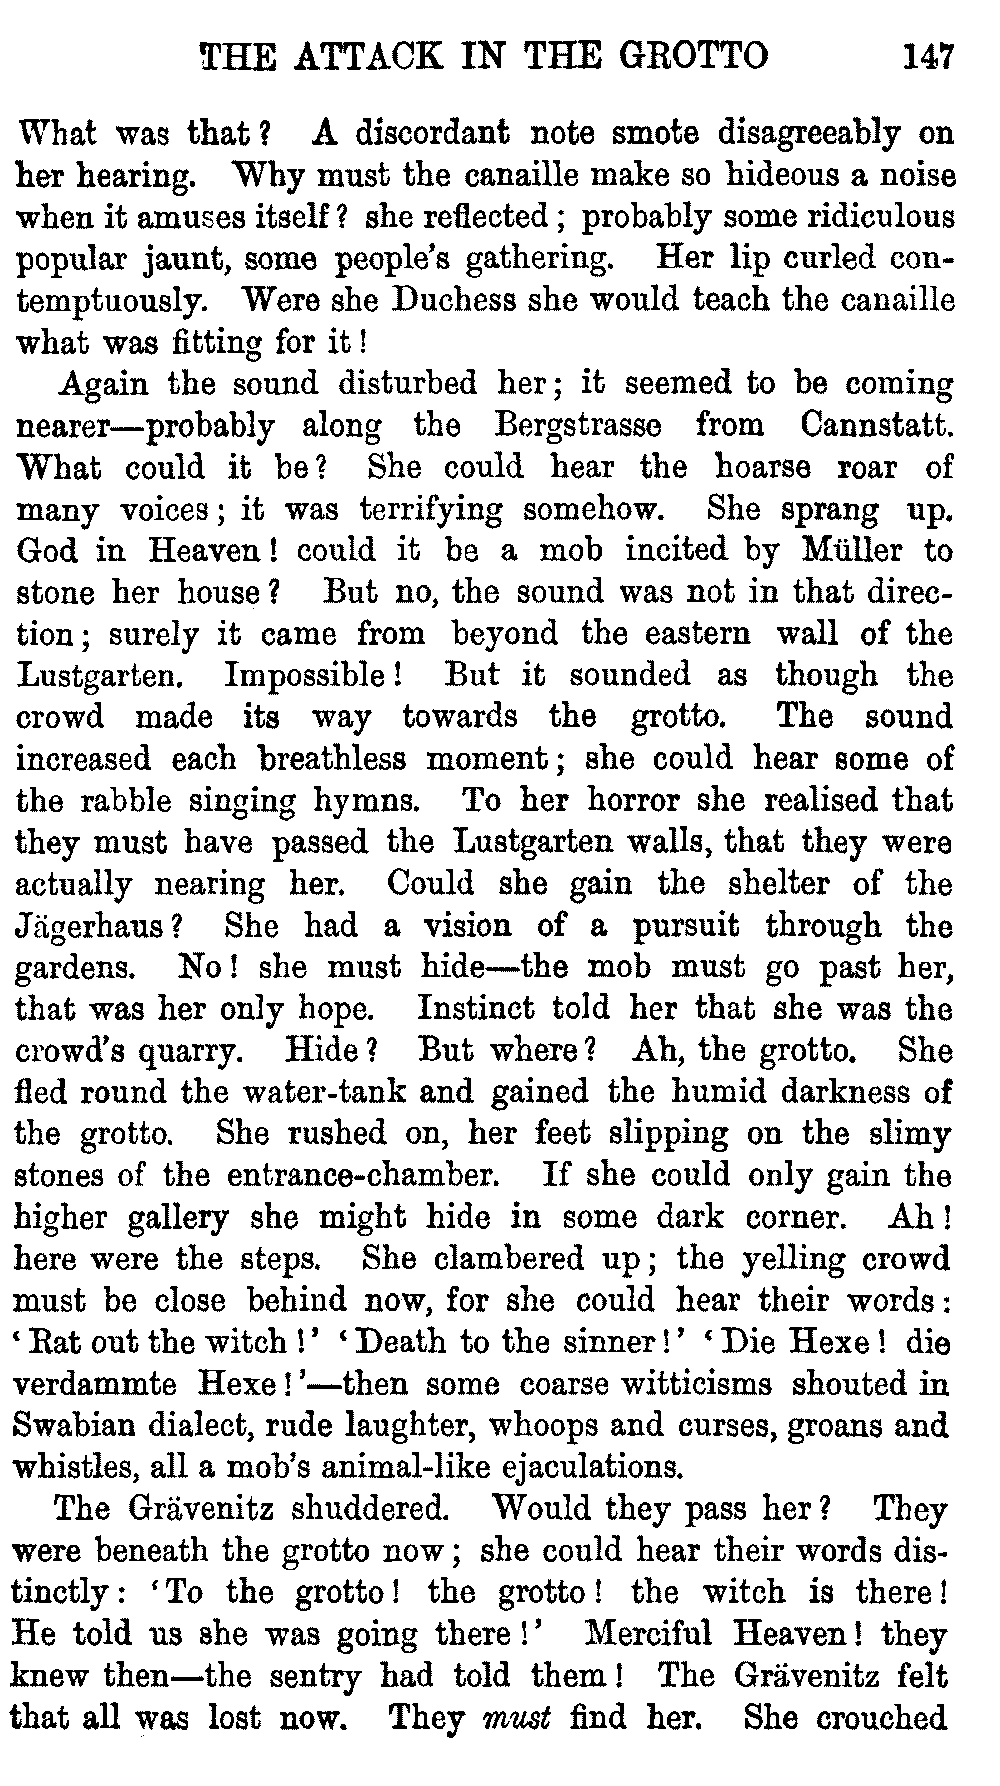 THE ATTACK IN THE GROTTO 147
What was that? A discordant note smote disagreeably on
her hearing. Why must the canaille make so hideous a noise
when it amuses itself? she reflected; probably some ridiculous
popular jaunt, some people's gathering. Her lip curled con-
temptuously. Were she Duchess she would teach the canaille
what was fitting for it!
Again the sound disturbed her; it seemed to be coming
nearer—probably along the Bergstrasse from Cannstatt.
What could it be? She could hear the hoarse roar of
many voices; it was terrifying somehow. She sprang up.
God in Heaven! could it be a mob incited by Müller to
stone her house? But no, the sound was not in that direc-
tion; surely it came from beyond the eastern wall of the
Lustgarten. Impossible! But it sounded as though the
crowd made its way towards the grotto. The sound
increased each breathless moment; she could hear some of
the rabble singing hymns. To her horror she realised that
they must have passed the Lustgarten walls, that they were
actually nearing her. Could she gain the shelter of the
Jägerhaus? She had a vision of a pursuit through the
gardens. No! she must hide—the mob must go past her,
that was her only hope. Instinct told her that she was the
crowd's quarry. Hide? But where? Ah, the grotto. She
fled round the water-tank and gained the humid darkness of
the grotto. She rushed on, her feet slipping on the slimy
stones of the entrance-chamber. If she could only gain the
higher gallery she might hide in some dark corner. Ah!
here were the steps. She clambered up; the yelling crowd
must be close behind now, for she could hear their words:
'Rat out the witch!' 'Death to the sinner!' 'Die Hexe! die
verdammte Hexe!'—then some coarse witticisms shouted in
Swabian dialect, rude laughter, whoops and curses, groans and
whistles, all a mob's animal-like ejaculations.
The Grävenitz shuddered. Would they pass her? They
were beneath the grotto now; she could hear their words dis-
tinctly: 'To the grotto! the grotto! the witch is there!
He told us she was going there!' Merciful Heaven! they
knew then—the sentry had told them! The Grävenitz felt
that all was lost now. They must find her. She crouched